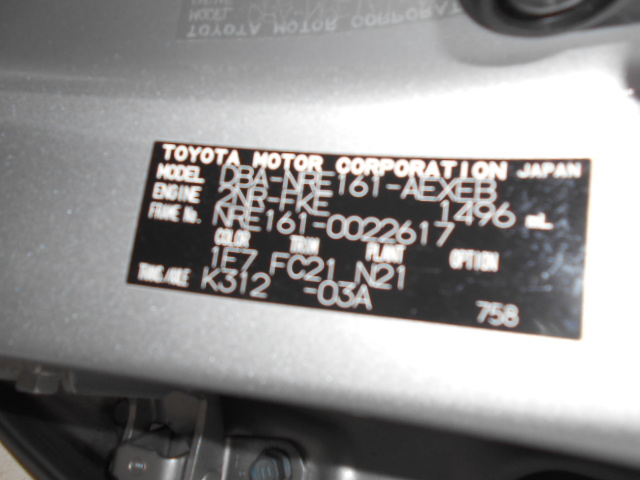 TOYOTA MOTOR CORPORATION JAPAN
MODEL DBA-NRE161-AEXEB
ENGINE 2NR-FKE 1496 mL
FRAME No. NRE161-0022617
COLOR TRIM PLANT OPTION
1E7 FC21 N21
TRANS/AXLE K312 -03A
758